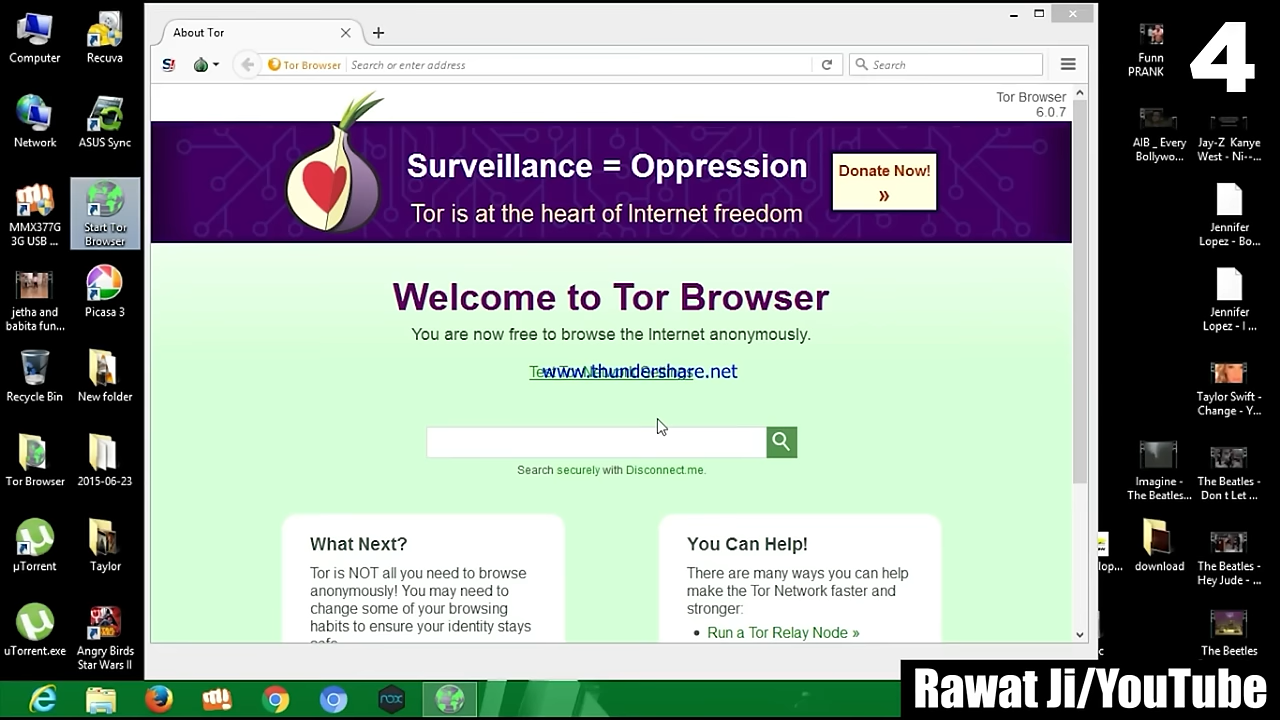 Computer
Recuva
Network
ASUS Sync
MMX377G
3G USB ...
Start Tor
Browser
jetha and
babita fun...
Picasa 3
Recycle Bin
New folder
Tor Browser
2015-06-23
µTorrent
Taylor
uTorrent.exe
Angry Birds
Star Wars II
About Tor
S!
Tor Browser
Search or enter address
Search
Tor Browser
6.0.7
Surveillance = Oppression
Tor is at the heart of Internet freedom
Donate Now!
»
Welcome to Tor Browser
You are now free to browse the Internet anonymously.
www.thundershare.net
Search securely with Disconnect.me.
What Next?
Tor is NOT all you need to browse
anonymously! You may need to
change some of your browsing
habits to ensure your identity stays
You Can Help!
There are many ways you can help
make the Tor Network faster and
stronger:
Run a Tor Relay Node »
Funn
PRANK
4
AIB _ Every
Bollywo...
Jay-Z Kanye
West - Ni--...
Jennifer
Lopez - Bo...
Jennifer
Lopez - I ...
Taylor Swift -
Change - Y...
Imagine -
The Beatles...
The Beatles -
Don t Let ...
download
The Beatles -
Hey Jude - ...
The Beetles
nox
Rawat Ji/YouTube